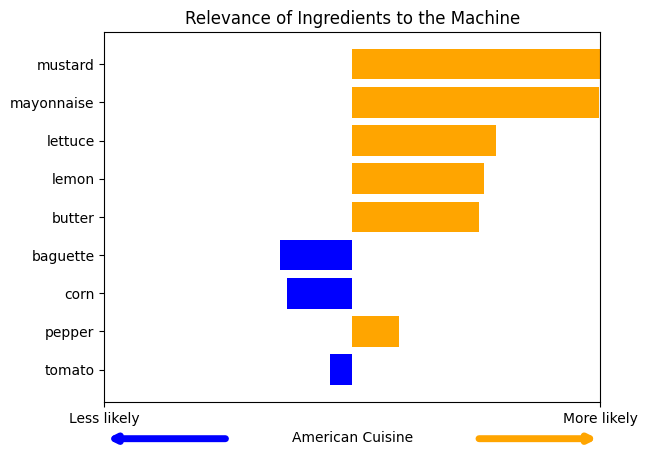 Relevance of Ingredients to the Machine
mustard
mayonnaise
lettuce
lemon
butter
baguette
corn
pepper
tomato
Less likely
More likely
American Cuisine